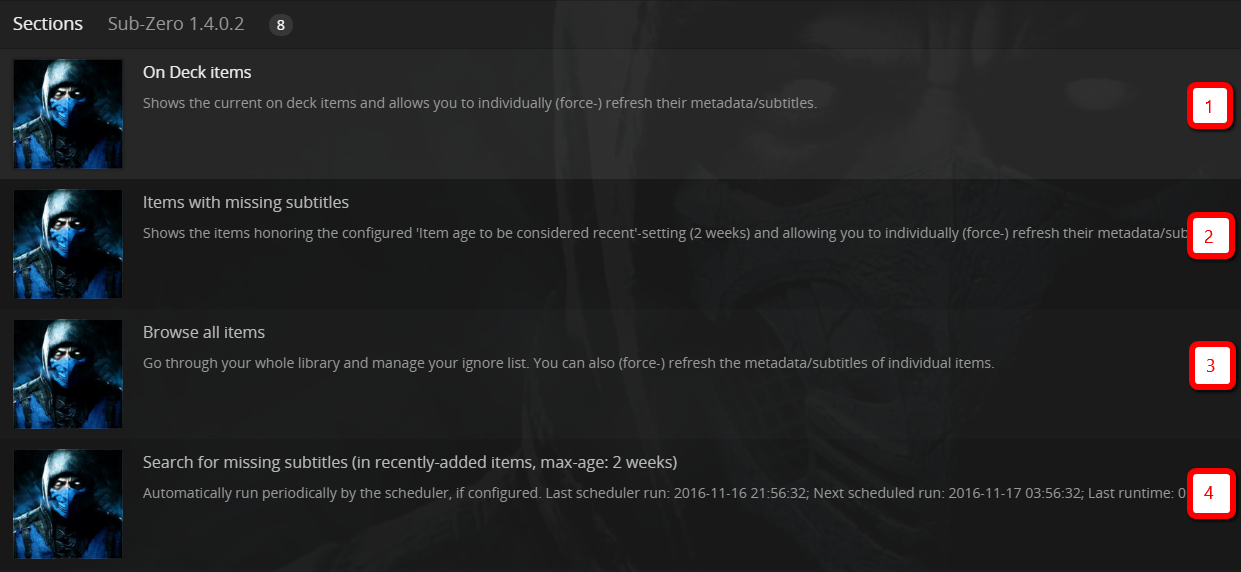 Sections Sub-Zero 1.4.0.2 8
On Deck items
Shows the current on deck items and allows you to individually (force-) refresh their metadata/subtitles.
1
Items with missing subtitles
Shows the items honoring the configured 'Item age to be considered recent'-setting (2 weeks) and allowing you to individually (force-) refresh their metadata/sub
2
Browse all items
Go through your whole library and manage your ignore list. You can also (force-) refresh the metadata/subtitles of individual items.
3
Search for missing subtitles (in recently-added items, max-age: 2 weeks)
Automatically run periodically by the scheduler, if configured. Last scheduler run: 2016-11-16 21:56:32; Next scheduled run: 2016-11-17 03:56:32; Last runtime: 0
4